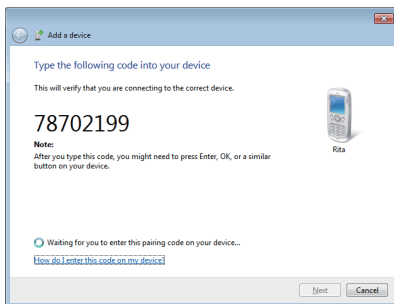 Add a device
Type the following code into your device
This will verify that you are connecting to the correct device.
78702199
Note:
After you type this code, you might need to press Enter, OK, or a similar
button on your device.
Rita
Waiting for you to enter this pairing code on your device...
How do I enter this code on my device?
Next Cancel